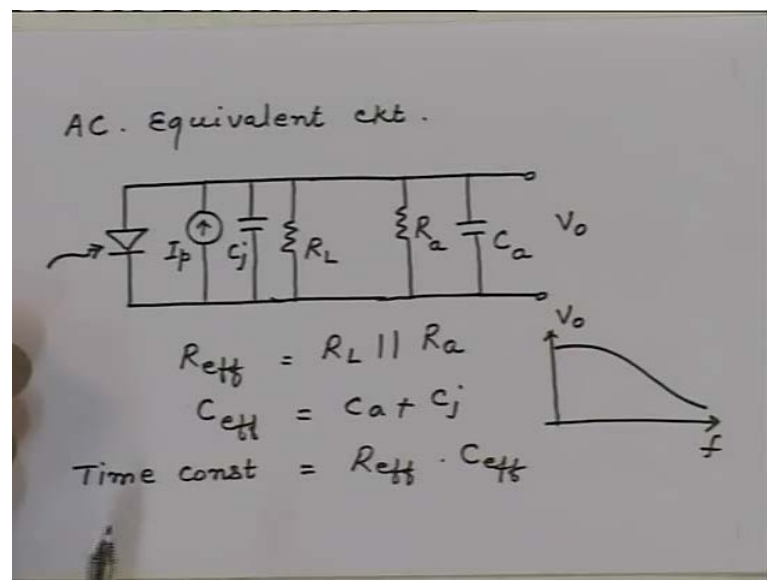 AC. Equivalent ckt.
Ip Cj RL Ra Ca Vo
Reff = RL || Ra
Vo
Ceff = Ca + Cj
f
Time const = Reff . Ceff